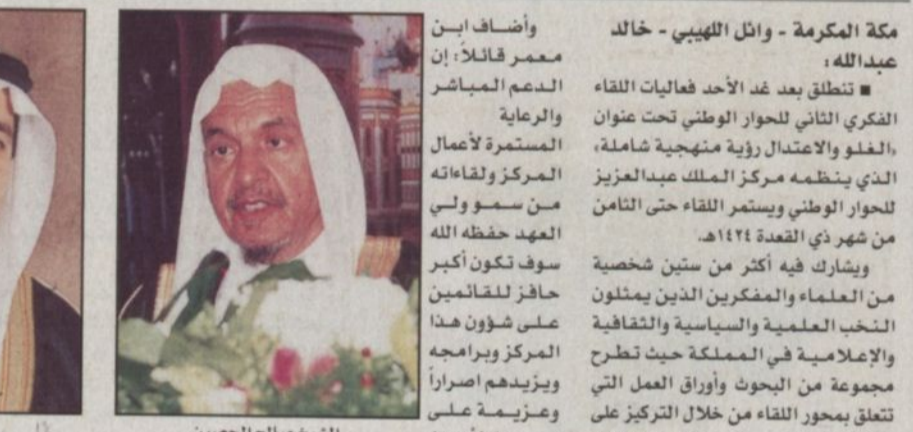 مكة المكرمة - وائل اللهيبي - خالد
عبدالله :
■ تنطلق بعد غد الأحد فعاليات اللقاء
الفكري الثاني للحوار الوطني تحت عنوان
«الغلو والاعتدال رؤية منهجية شاملة»
الذي ينظمه مركز الملك عبدالعزيز
للحوار الوطني ويستمر اللقاء حتى الثامن
من شهر ذي القعدة ١٤٢٤هـ.
ويشارك فيه أكثر من ستين شخصية
من العلماء والمفكرين الذين يمثلون
النخب العلمية والسياسية والثقافية
والإعلامية في المملكة حيث تطرح
مجموعة من البحوث وأوراق العمل التي
تتعلق بمحور اللقاء من خلال التركيز على
وأضاف ابن
معمر قائلاً: إن
الدعم المباشر
والرعاية
المستمرة لأعمال
المركز ولقاءاته
من سمو ولي
العهد حفظه الله
سوف تكون أكبر
حافز للقائمين
على شؤون هذا
المركز وبرامجه
ويزيدهم اصراراً
وعزيمة على